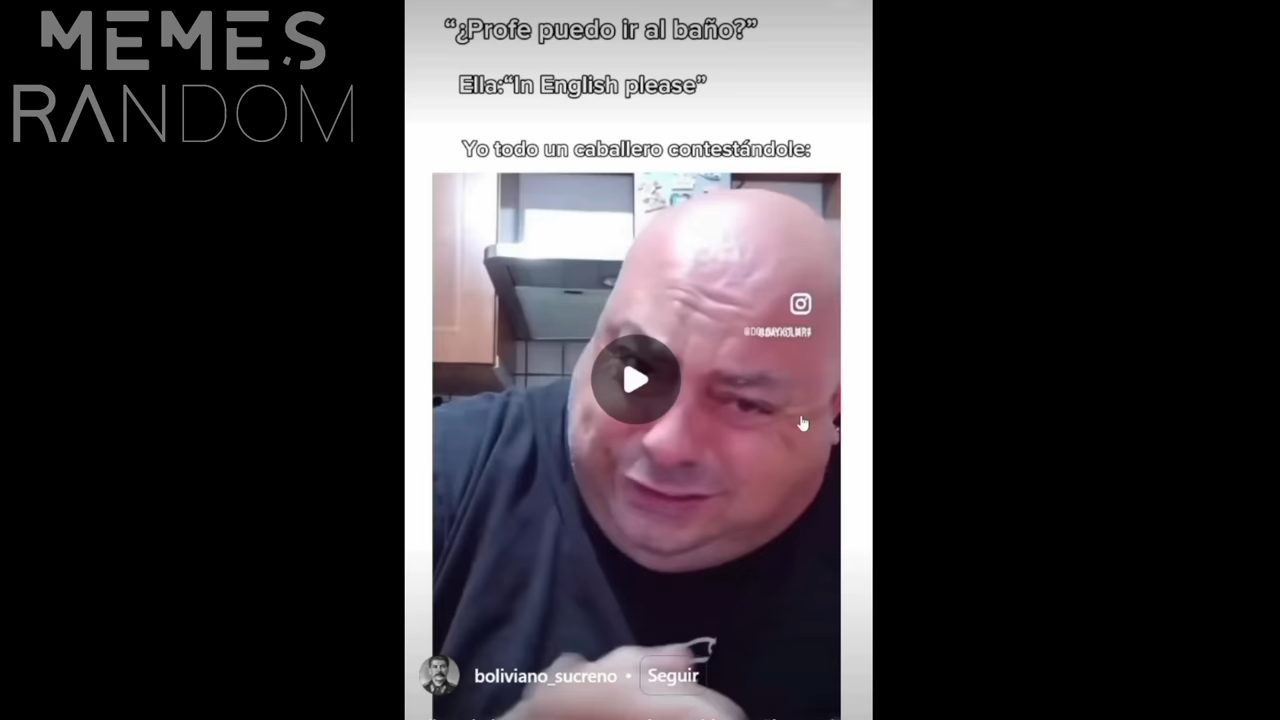 MEMES
RANDOM
“¿Profe puedo ir al baño?”
Ella:“In English please”
Yo todo un caballero contestándole:
boliviano_sucreno • Seguir